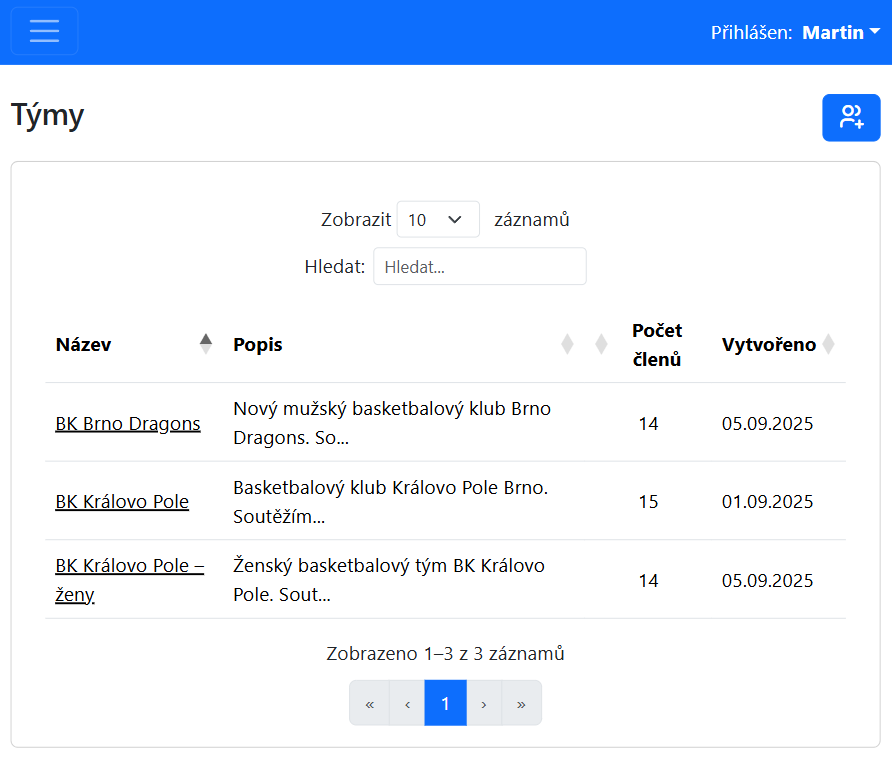 Přihlášen: Martin
Týmy
Zobrazit 10 záznamů
Hledat: Hledat...
Název Popis Počet členů Vytvořeno
BK Brno Dragons Nový mužský basketbalový klub Brno 14 05.09.2025
Dragons. So...
BK Královo Pole Basketbalový klub Královo Pole Brno. 15 01.09.2025
Soutěžím...
BK Královo Pole – Ženský basketbalový tým BK Královo 14 05.09.2025
ženy Pole. Sout...
Zobrazeno 1–3 z 3 záznamů
« ‹ 1 › »